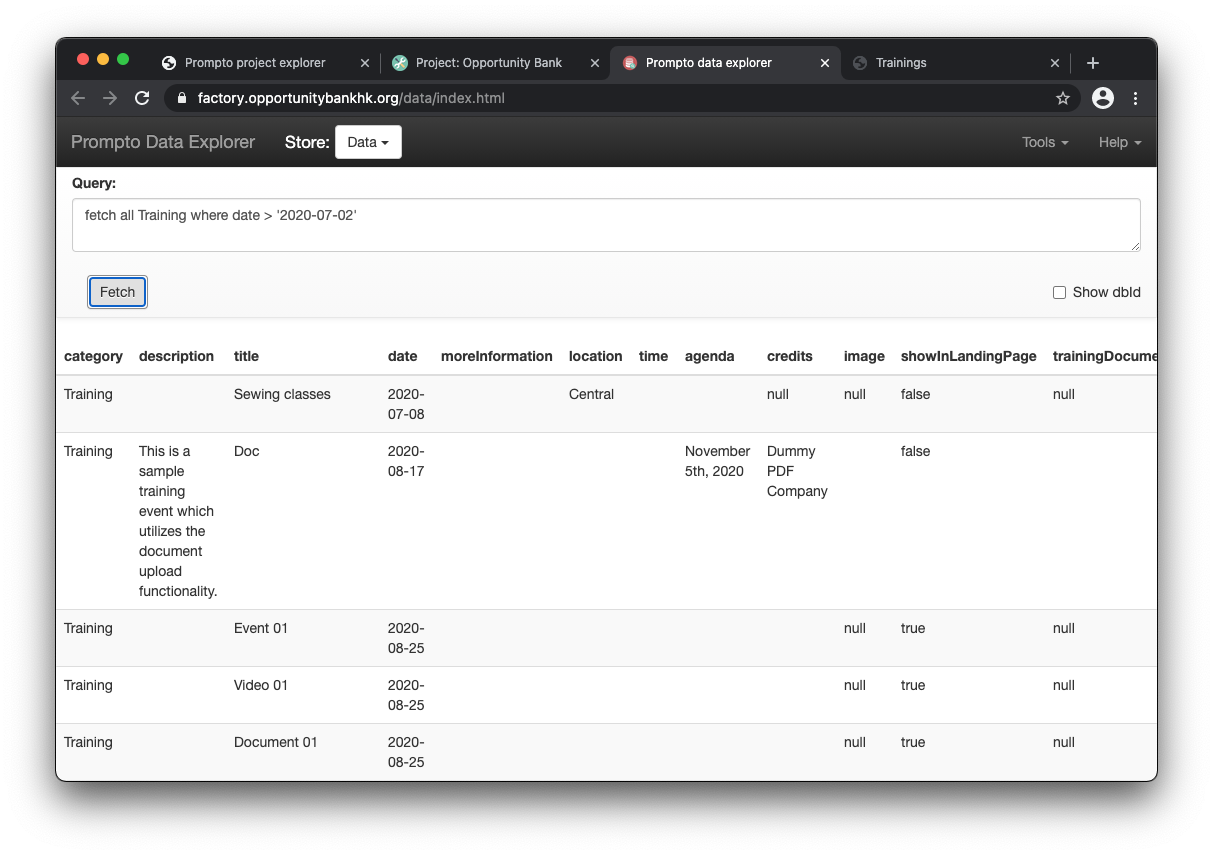 Prompto project explorer
Project: Opportunity Bank
Prompto data explorer
Trainings
factory.opportunitybankhk.org/data/index.html
Prompto Data Explorer
Store:
Data
Tools
Help
Query:
fetch all Training where date > '2020-07-02'
Fetch
Show dbId
category description title date moreInformation location time agenda credits image showInLandingPage trainingDocume
Training Sewing classes 2020- Central null null false null
07-08
Training This is a Doc 2020- November Dummy false
sample 08-17 5th, 2020 PDF
training Company
event which
utilizes the
document
upload
functionality.
Training Event 01 2020- null true null
08-25
Training Video 01 2020- null true null
08-25
Training Document 01 2020- null true null
08-25